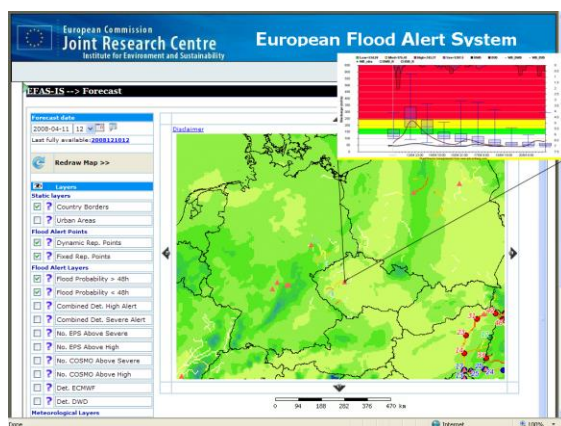 European Commission
Joint Research Centre
Institute for Environment and Sustainability
European Flood Alert System
EFAS-IS --> Forecast
Forecast date
2008-04-11 12
Last fully available:2008121012
Redraw Map >>
Layers
Static layers
? Country Borders
? Urban Areas
Flood Alert Points
? Dynamic Rep. Points
? Fixed Rep. Points
Flood Alert Layers
? Flood Probability > 48h
? Flood Probability < 48h
? Combined Det. High Alert
? Combined Det. Severe Alert
? No. EPS Above Severe
? No. EPS Above High
? No. COSMO Above Severe
? No. COSMO Above High
? Det. ECMWF
? Det. DWD
Meteorological Layers
Disclaimer
0 94 188 282 376 470 km
Done
Internet
100%